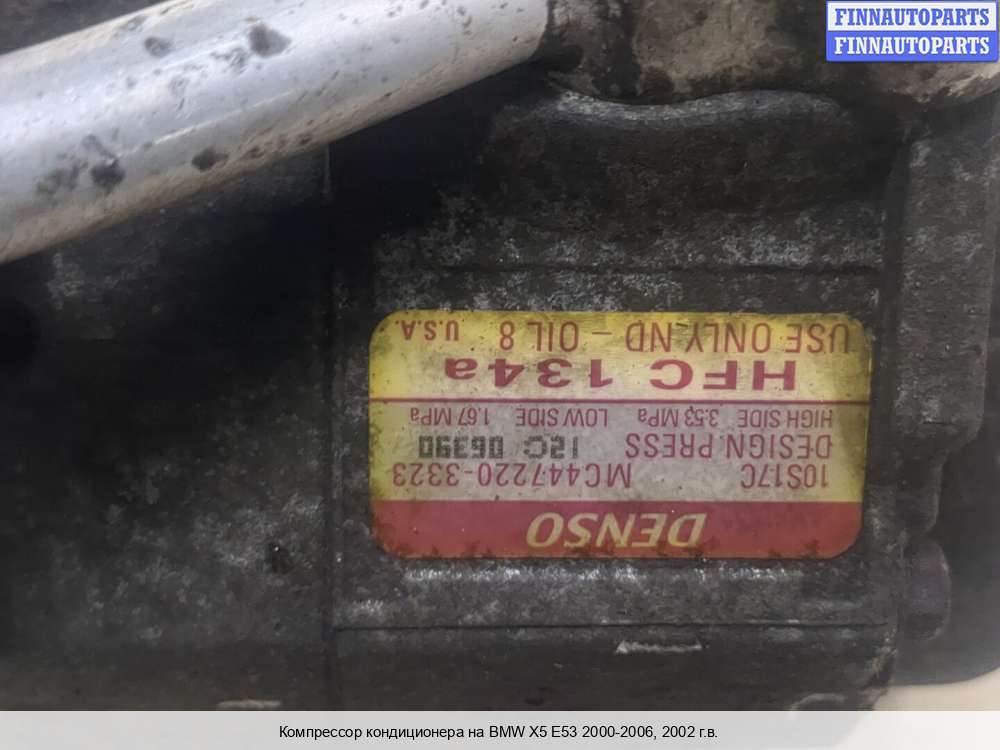 FINNAUTOPARTS
FINNAUTOPARTS
DENSO
10S17C MC447220-3323
DESIGN PRESS 12C 06390
HIGH SIDE 3.53 MPa LOW SIDE 1.67 MPa
HFC 134a
USE ONLY ND-OIL 8 U.S.A.
Компрессор кондиционера на BMW X5 E53 2000-2006, 2002 г.в.